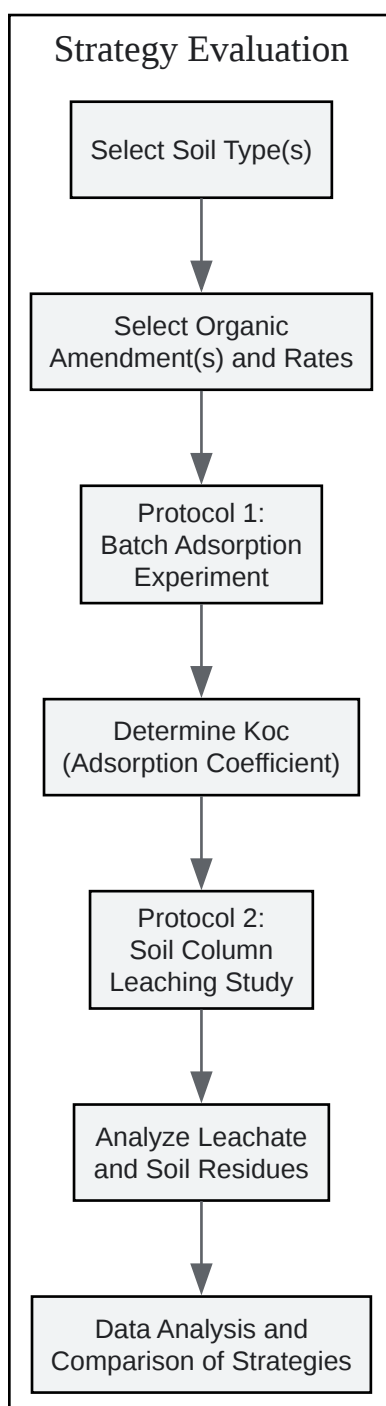 Strategy Evaluation
Select Soil Type(s)
Select Organic
Amendment(s) and Rates
Protocol 1:
Batch Adsorption
Experiment
Determine Koc
(Adsorption Coefficient)
Protocol 2:
Soil Column
Leaching Study
Analyze Leachate
and Soil Residues
Data Analysis and
Comparison of Strategies